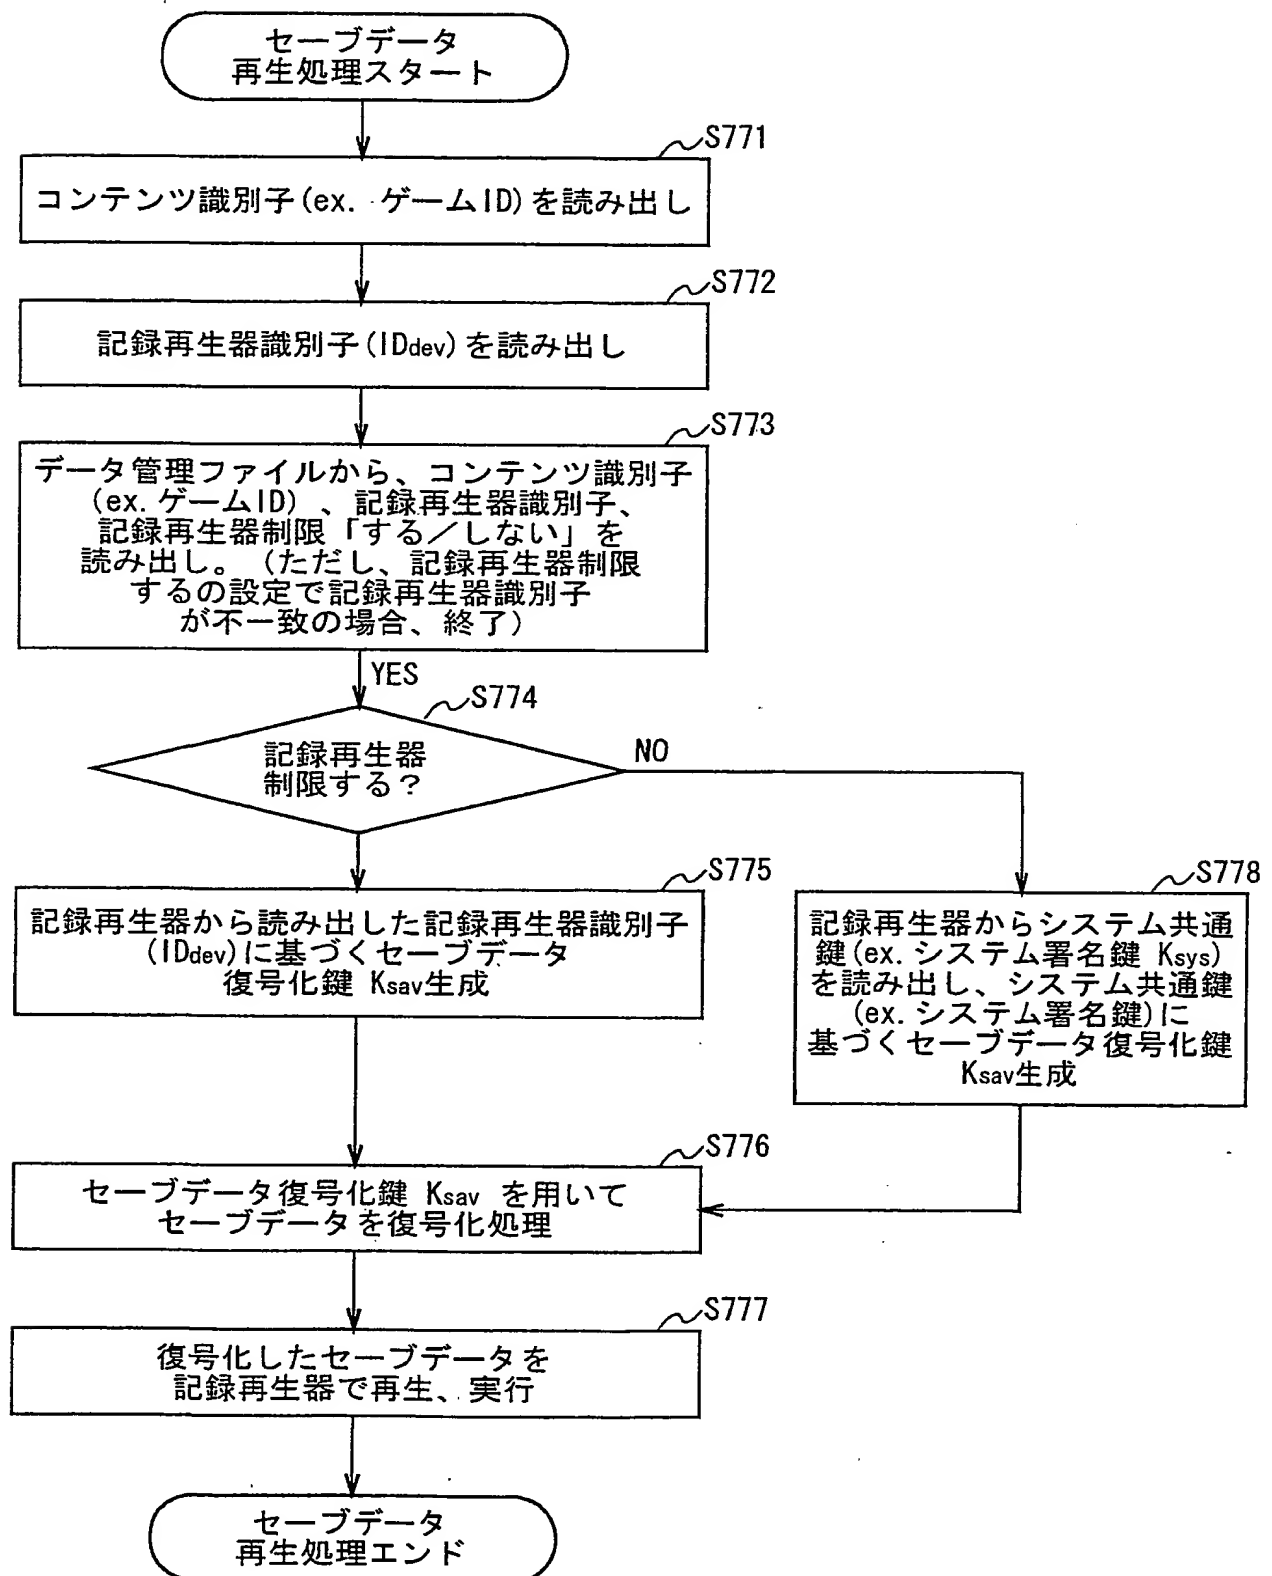 セーブデータ
再生処理スタート
S771
コンテンツ識別子(ex. ゲームID)を読み出し
S772
記録再生器識別子(IDdev)を読み出し
S773
データ管理ファイルから、コンテンツ識別子
(ex.ゲームID) 、記録再生器識別子、
記録再生器制限「する／しない」を
読み出し。（ただし、記録再生器制限
するの設定で記録再生器識別子
が不一致の場合、終了）
YES
S774
記録再生器
制限する？
NO
S775
記録再生器から読み出した記録再生器識別子
(IDdev)に基づくセーブデータ
復号化鍵 Ksav生成
S778
記録再生器からシステム共通
鍵(ex.システム署名鍵 Ksys)
を読み出し、システム共通鍵
(ex.システム署名鍵)に
基づくセーブデータ復号化鍵
Ksav生成
S776
セーブデータ復号化鍵 Ksav を用いて
セーブデータを復号化処理
S777
復号化したセーブデータを
記録再生器で再生、実行
セーブデータ
再生処理エンド